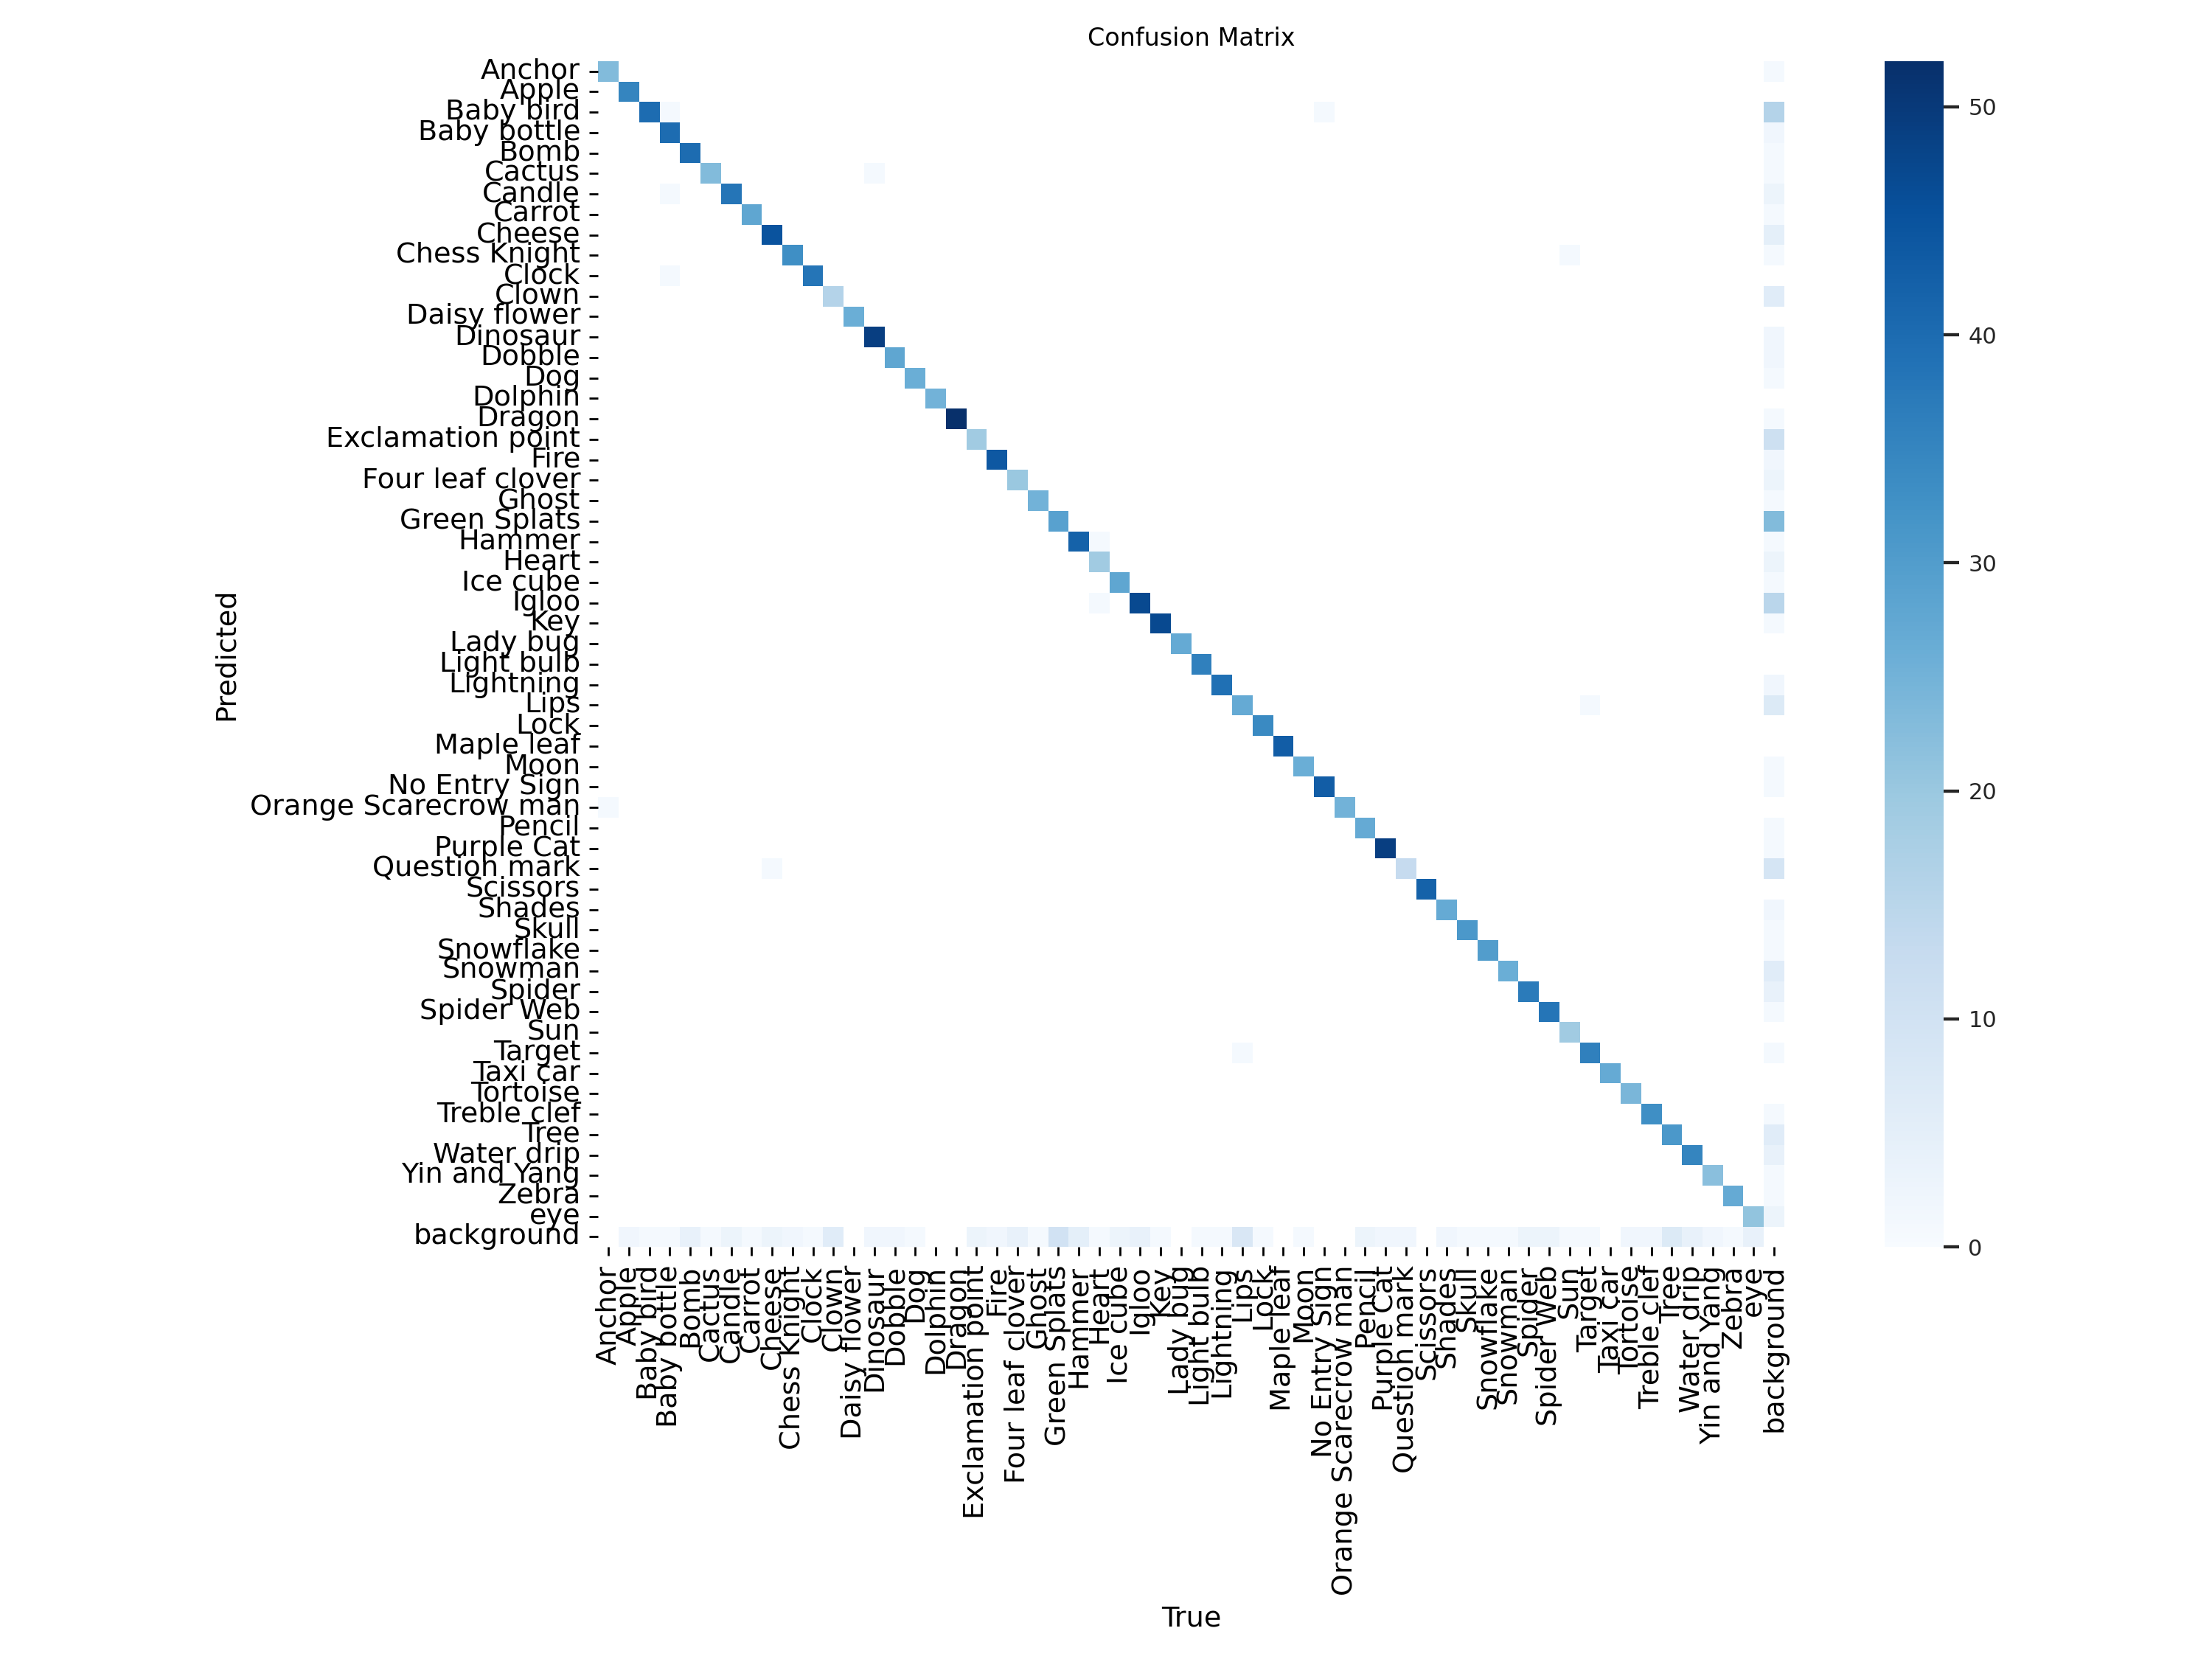 Confusion Matrix
Anchor
Apple
Baby bird
Baby bottle
Bomb
Cactus
Candle
Carrot
Cheese
Chess Knight
Clock
Clown
Daisy flower
Dinosaur
Dobble
Dog
Dolphin
Dragon
Exclamation point
Fire
Four leaf clover
Ghost
Green Splats
Hammer
Heart
Ice cube
Igloo
Key
Lady bug
Light bulb
Lightning
Lips
Lock
Maple leaf
Moon
No Entry Sign
Orange Scarecrow man
Pencil
Purple Cat
Question mark
Scissors
Shades
Skull
Snowflake
Snowman
Spider
Spider Web
Sun
Target
Taxi car
Tortoise
Treble clef
Tree
Water drip
Yin and Yang
Zebra
eye
background
Predicted
Anchor
Apple
Baby bird
Baby bottle
Bomb
Cactus
Candle
Carrot
Cheese
Chess Knight
Clock
Clown
Daisy flower
Dinosaur
Dobble
Dog
Dolphin
Dragon
Exclamation point
Fire
Four leaf clover
Ghost
Green Splats
Hammer
Heart
Ice cube
Igloo
Key
Lady bug
Light bulb
Lightning
Lips
Lock
Maple leaf
Moon
No Entry Sign
Orange Scarecrow man
Pencil
Purple Cat
Question mark
Scissors
Shades
Skull
Snowflake
Snowman
Spider
Spider Web
Sun
Target
Taxi car
Tortoise
Treble clef
Tree
Water drip
Yin and Yang
Zebra
eye
background
True
50
40
30
20
10
0